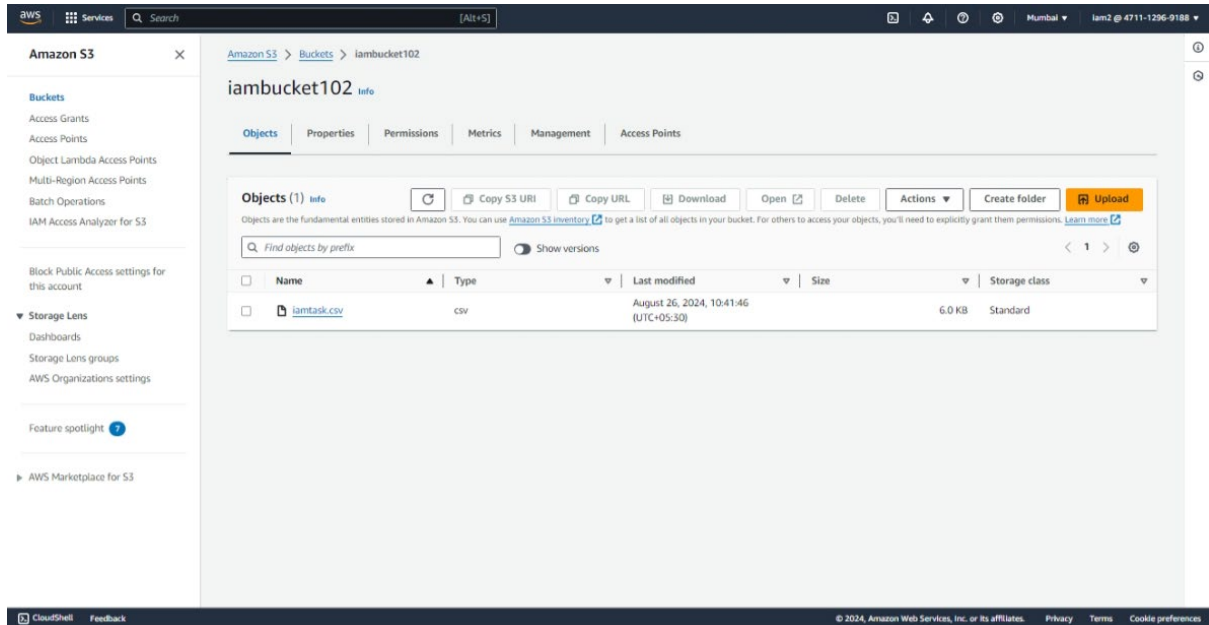 aws Services Search [Alt+S] Mumbai ▼ iam2 @ 4711-1296-9188 ▼
Amazon S3
Buckets
Access Grants
Access Points
Object Lambda Access Points
Multi-Region Access Points
Batch Operations
IAM Access Analyzer for S3
Block Public Access settings for
this account
▼ Storage Lens
Dashboards
Storage Lens groups
AWS Organizations settings
Feature spotlight 7
AWS Marketplace for S3
Amazon S3 > Buckets > iambucket102
iambucket102 Info
Objects Properties Permissions Metrics Management Access Points
Objects (1) Info Copy S3 URI Copy URL Download Open Delete Actions ▼ Create folder Upload
Objects are the fundamental entities stored in Amazon S3. You can use Amazon S3 inventory to get a list of all objects in your bucket. For others to access your objects, you'll need to explicitly grant them permissions. Learn more
Find objects by prefix Show versions < 1 >
Name ▲ Type Last modified Size Storage class
iamtask.csv csv August 26, 2024, 10:41:46 6.0 KB Standard
(UTC+05:30)
CloudShell Feedback © 2024, Amazon Web Services, Inc. or its affiliates. Privacy Terms Cookie preferences